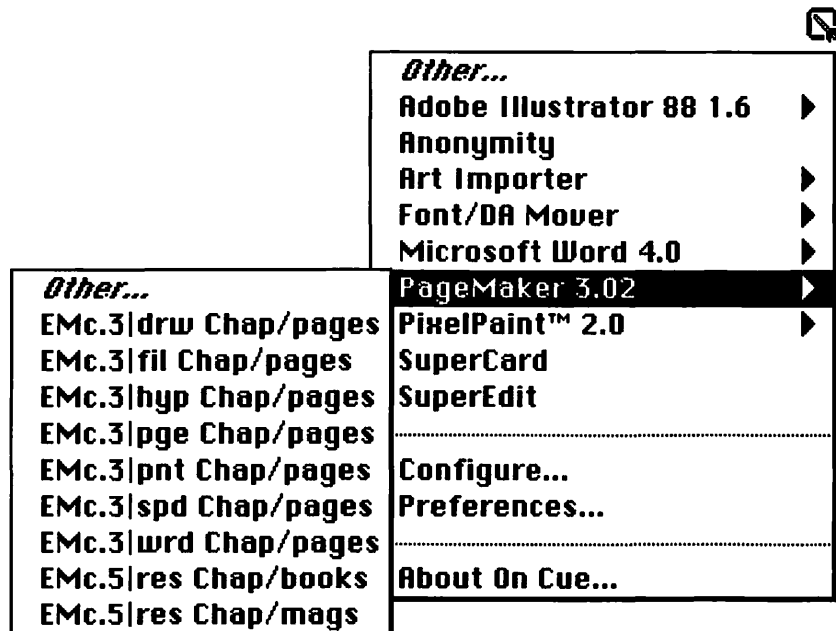 Other...
Adobe Illustrator 88 1.6
Anonymity
Art Importer
Font/DA Mover
Microsoft Word 4.0
PageMaker 3.02
PixelPaint™ 2.0
SuperCard
SuperEdit
Configure...
Preferences...
About On Cue...
Other...
EMc.3|drw Chap/pages
EMc.3|fil Chap/pages
EMc.3|hyp Chap/pages
EMc.3|pge Chap/pages
EMc.3|pnt Chap/pages
EMc.3|spd Chap/pages
EMc.3|wrd Chap/pages
EMc.5|res Chap/books
EMc.5|res Chap/mags